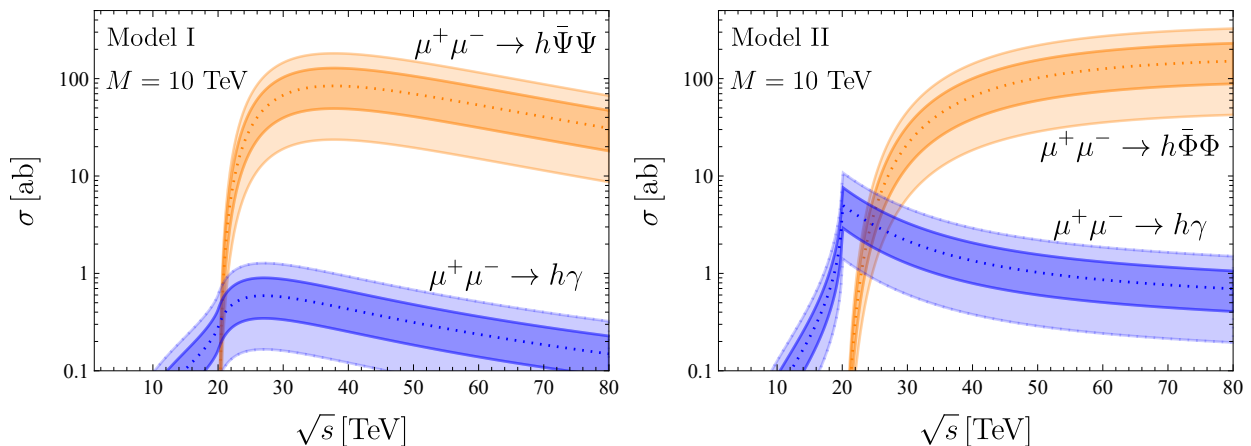 Model I
μ⁺μ⁻ → hΨ̄Ψ
M = 10 TeV
μ⁺μ⁻ → hγ
σ [ab]
100
10
1
0.1
10 20 30 40 50 60 70 80
√s [TeV]
Model II
M = 10 TeV
μ⁺μ⁻ → hΦ̄Φ
μ⁺μ⁻ → hγ
σ [ab]
100
10
1
0.1
10 20 30 40 50 60 70 80
√s [TeV]